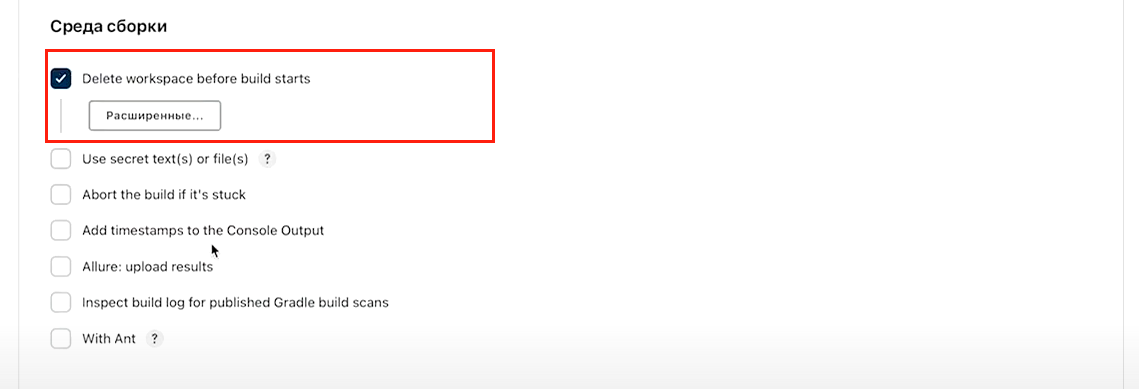 Среда сборки
Delete workspace before build starts
Расширенные...
Use secret text(s) or file(s) ?
Abort the build if it's stuck
Add timestamps to the Console Output
Allure: upload results
Inspect build log for published Gradle build scans
With Ant ?